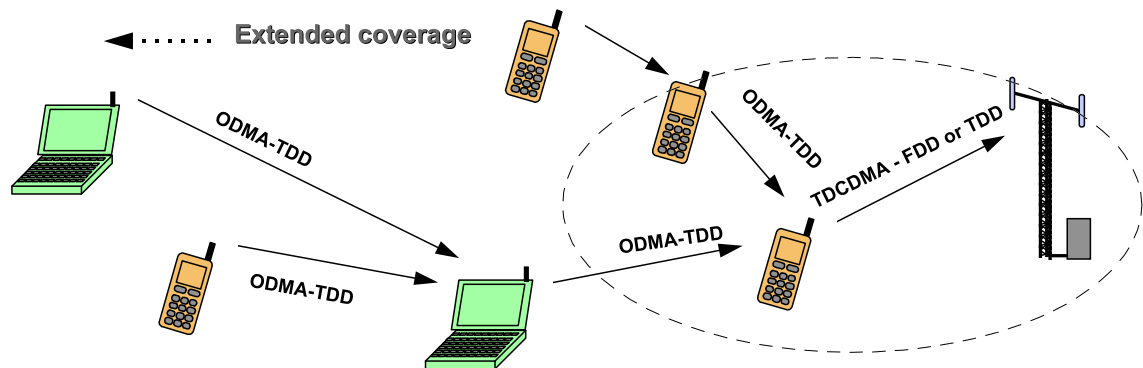 Extended coverage
ODMA-TDD
ODMA-TDD
TDCDMA - FDD or TDD
ODMA-TDD
ODMA-TDD